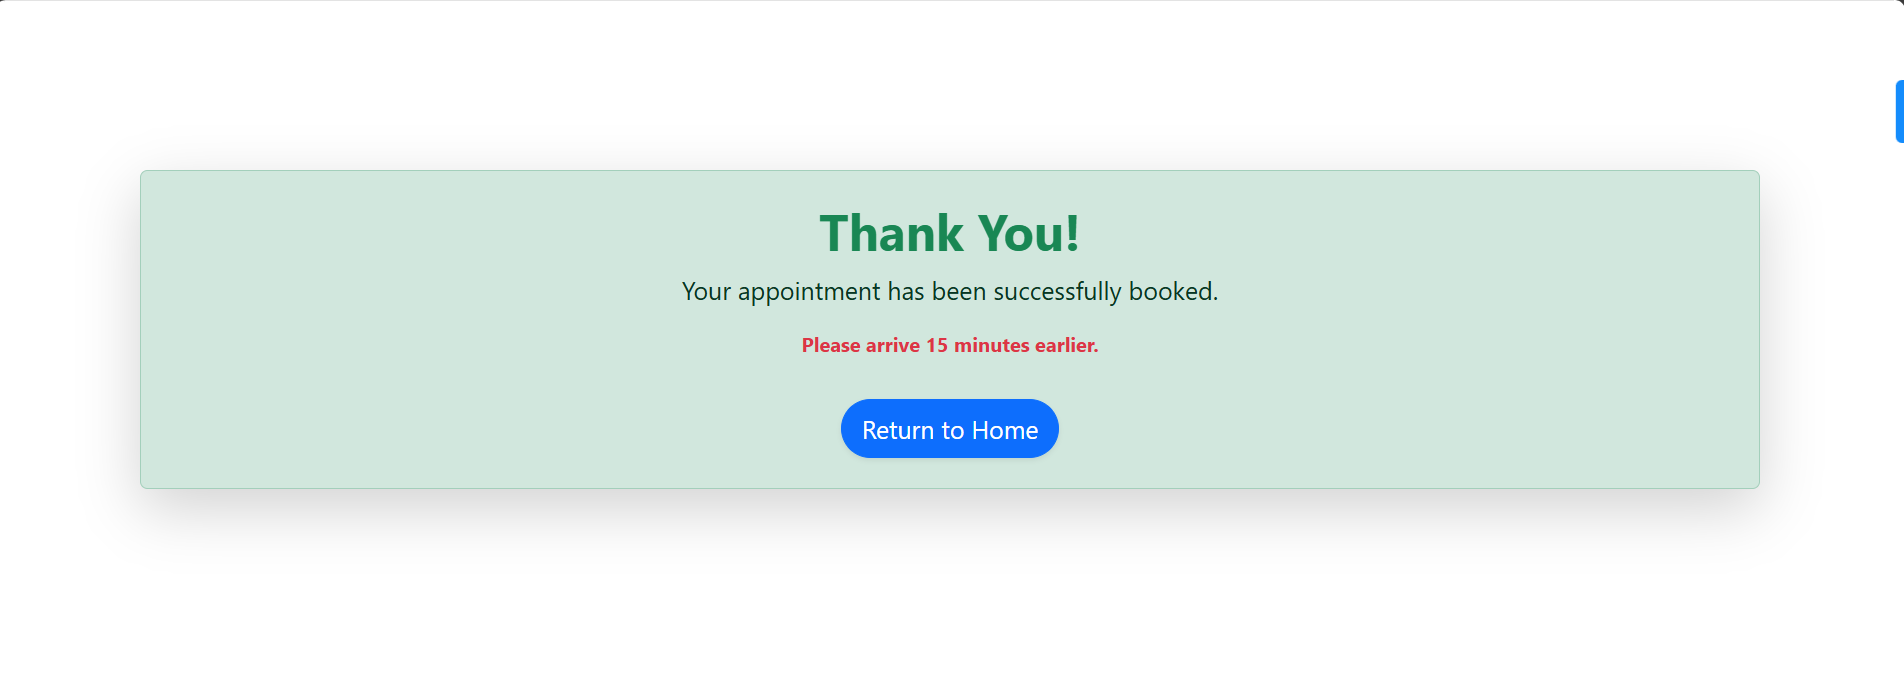 Thank You!
Your appointment has been successfully booked.
Please arrive 15 minutes earlier.
Return to Home